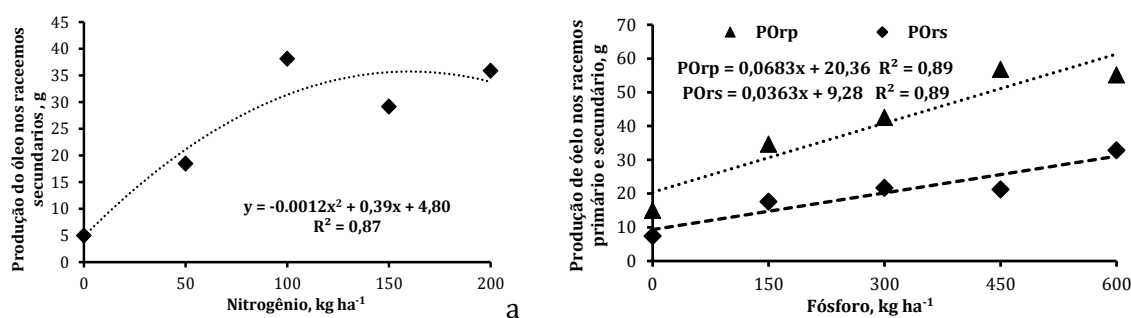 Produção do óleo nos raceemos
secundarios, g
45
40
35
30
25
20
15
10
5
0
y = -0.0012x² + 0,39x + 4,80
R² = 0,87
0 50 100 150 200
Nitrogênio, kg ha⁻¹
a
Produção de óelo nos racemos
primário e secundário, g
70
60
50
40
30
20
10
0
POrp POrs
POrp = 0,0683x + 20,36 R² = 0,89
POrs = 0,0363x + 9,28 R² = 0,89
0 150 300 450 600
Fósforo, kg ha⁻¹